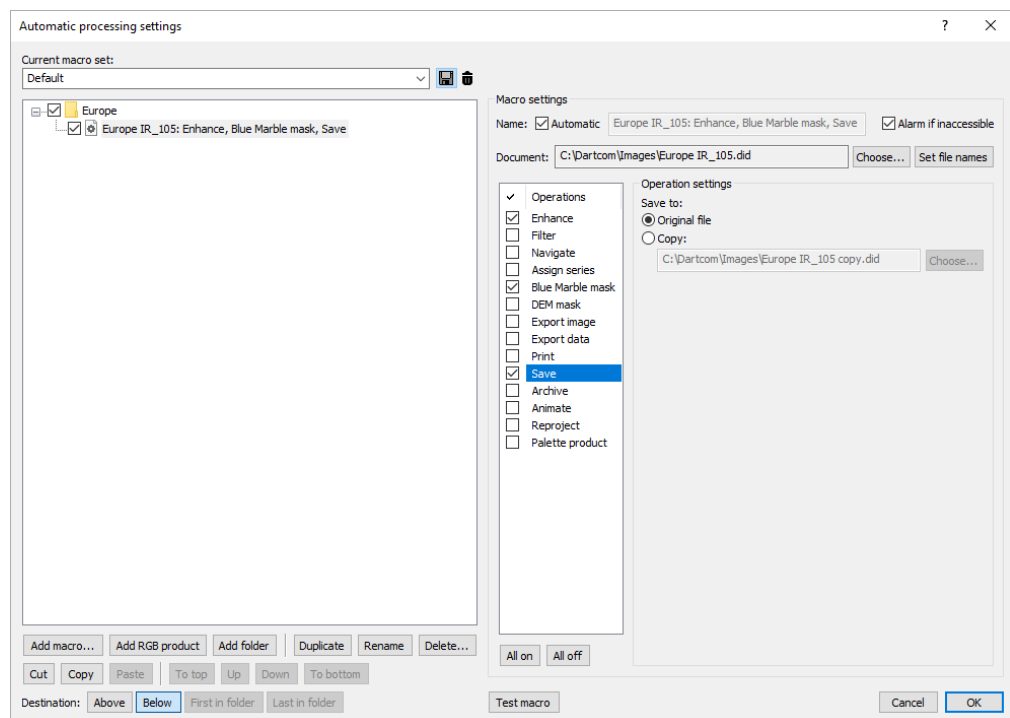 Automatic processing settings
?
Current macro set:
Default
Europe
Europe IR_105: Enhance, Blue Marble mask, Save
Add macro... Add RGB product Add folder Duplicate Rename Delete...
Cut Copy Paste To top Up Down To bottom
Destination: Above Below First in folder Last in folder
Macro settings
Name: Automatic Europe IR_105: Enhance, Blue Marble mask, Save Alarm if inaccessible
Document: C:\Dartcom\Images\Europe IR_105.did Choose... Set file names
Operations
Enhance
Filter
Navigate
Assign series
Blue Marble mask
DEM mask
Export image
Export data
Print
Save
Archive
Animate
Reproject
Palette product
All on All off
Operation settings
Save to:
Original file
Copy:
C:\Dartcom\Images\Europe IR_105 copy.did Choose...
Test macro Cancel OK